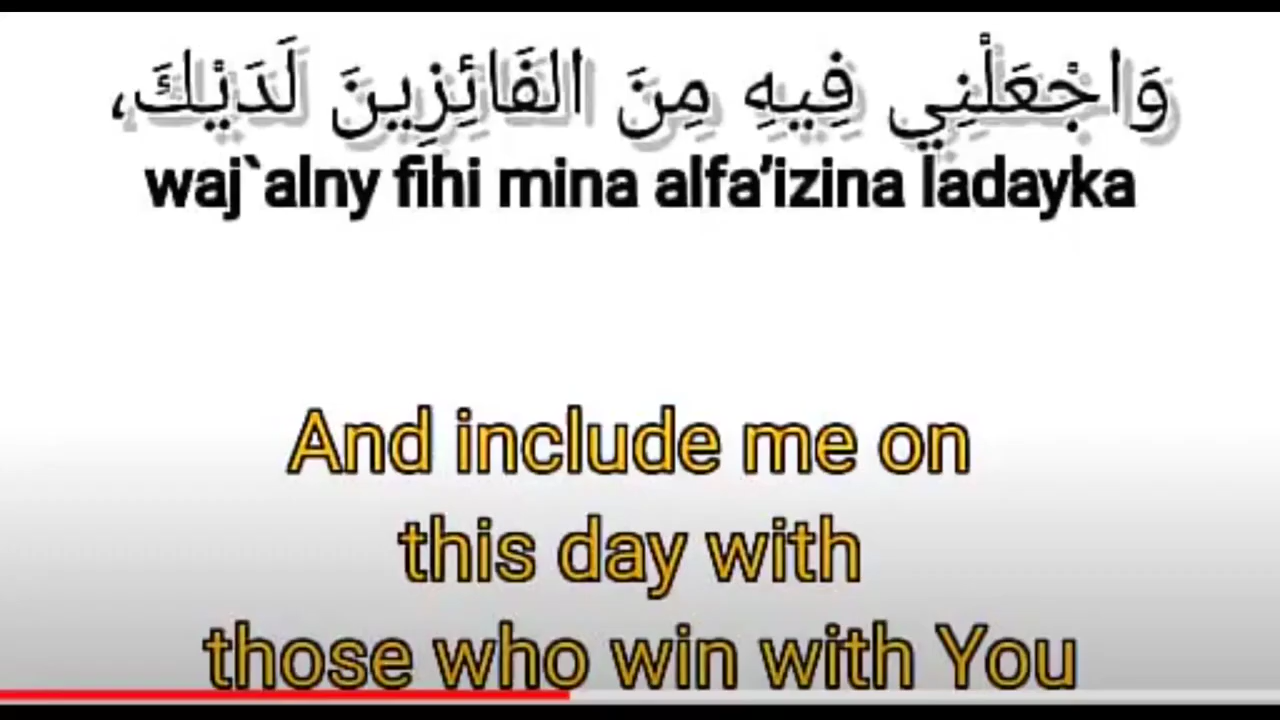 وَاجْعَلْنِي فِيهِ مِنَ الفَائِزِينَ لَدَيْكَ،
waj`alny fihi mina alfa’izina ladayka
And include me on
this day with
those who win with You